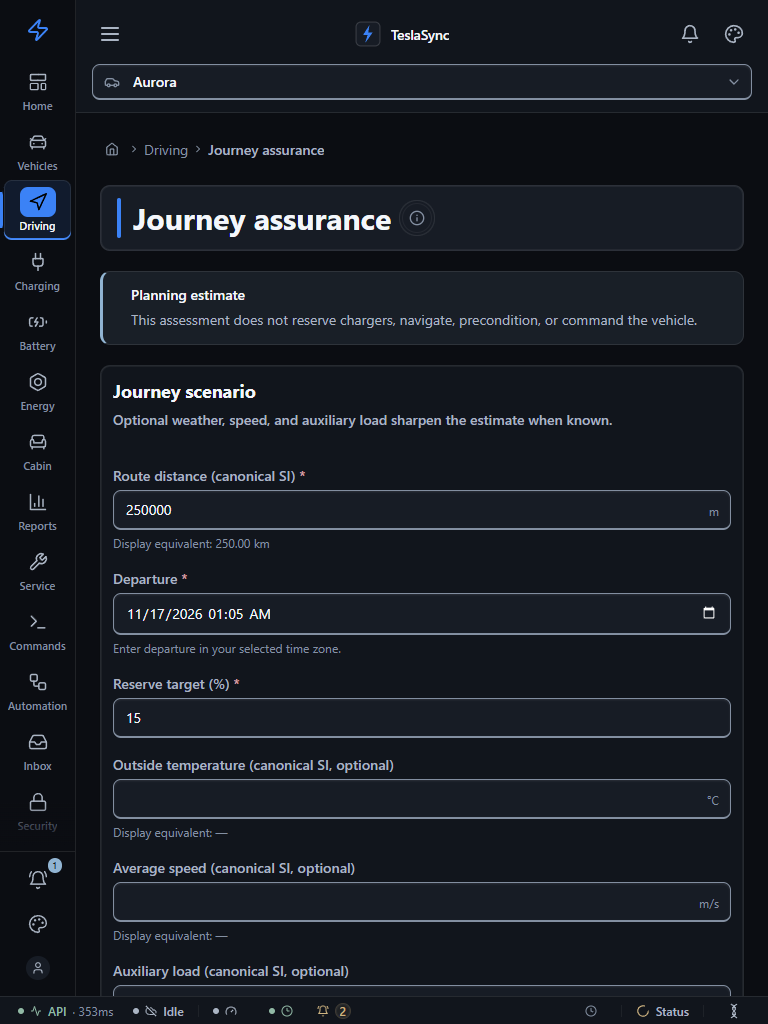 TeslaSync
Aurora
Home
Vehicles
Driving
Charging
Battery
Energy
Cabin
Reports
Service
Commands
Automation
Inbox
Security
1
Driving
Journey assurance
Journey assurance
Planning estimate
This assessment does not reserve chargers, navigate, precondition, or command the vehicle.
Journey scenario
Optional weather, speed, and auxiliary load sharpen the estimate when known.
Route distance (canonical SI) *
250000 m
Display equivalent: 250.00 km
Departure *
11/17/2026 01:05 AM
Enter departure in your selected time zone.
Reserve target (%) *
15
Outside temperature (canonical SI, optional)
°C
Display equivalent: —
Average speed (canonical SI, optional)
m/s
Display equivalent: —
Auxiliary load (canonical SI, optional)
API · 353ms Idle 2 Status